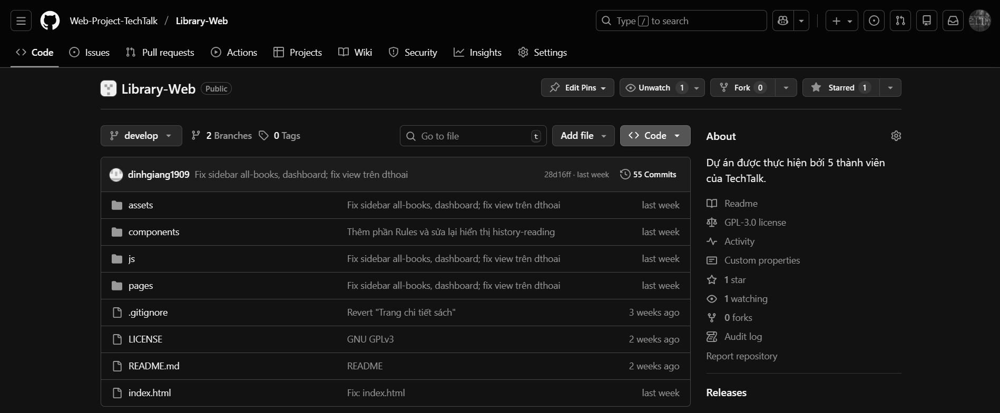 Web-Project-TechTalk / Library-Web
Type / to search
Code
Issues
Pull requests
Actions
Projects
Wiki
Security
Insights
Settings
Library-Web Public
Edit Pins
Unwatch 1
Fork 0
Starred 1
develop
2 Branches
0 Tags
Go to file t
Add file
Code
dinhgiang1909 Fix sidebar all-books, dashboard; fix view trên dthoai 28d16ff · last week 55 Commits
assets Fix sidebar all-books, dashboard; fix view trên dthoai last week
components Thêm phần Rules và sửa lại hiển thị history-reading last week
js Fix sidebar all-books, dashboard; fix view trên dthoai last week
pages Fix sidebar all-books, dashboard; fix view trên dthoai last week
.gitignore Revert "Trang chi tiết sách" 3 weeks ago
LICENSE GNU GPLv3 2 weeks ago
README.md README 2 weeks ago
index.html Fix: index.html last week
About
Dự án được thực hiện bởi 5 thành viên
của TechTalk.
Readme
GPL-3.0 license
Activity
Custom properties
1 star
1 watching
0 forks
Audit log
Report repository
Releases